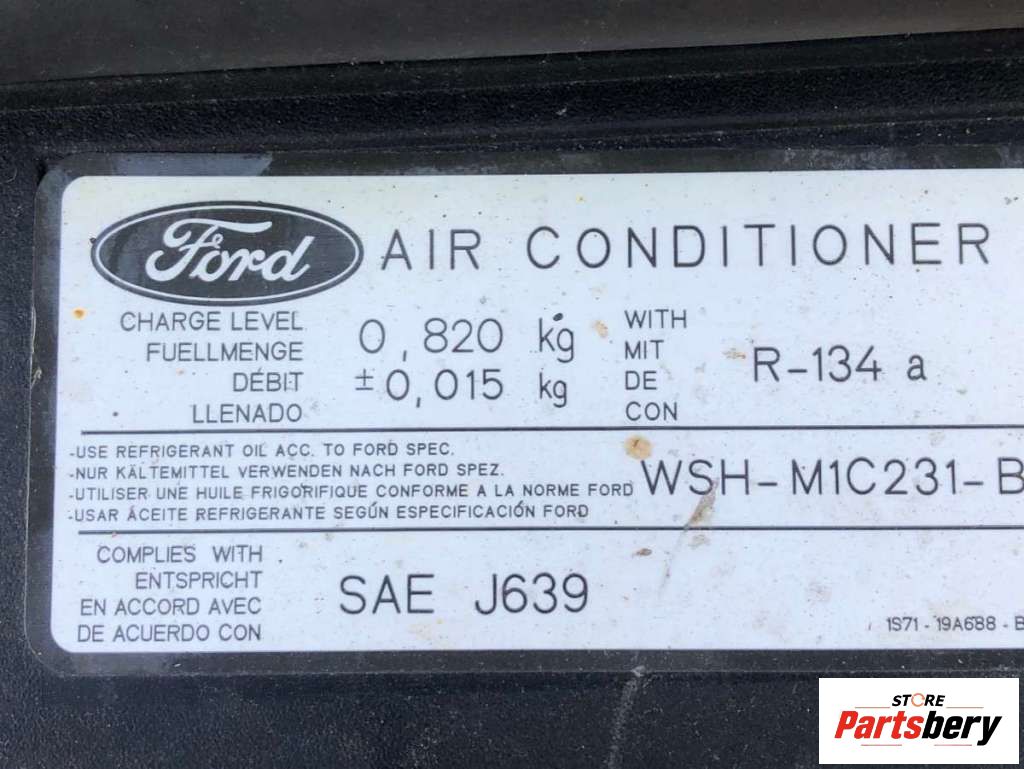 Ford AIR CONDITIONER
CHARGE LEVEL
FUELLMENGE
DÉBIT
LLENADO
0,820 kg
±0,015 kg
WITH
MIT
DE
CON
R-134 a
-USE REFRIGERANT OIL ACC. TO FORD SPEC.
-NUR KÄLTEMITTEL VERWENDEN NACH FORD SPEZ.
-UTILISER UNE HUILE FRIGORIFIQUE CONFORME A LA NORME FORD
-USAR ÁCEITE REFRIGERANTE SEGÚN ESPECIFICACIÓN FORD
WSH-M1C231-B
COMPLIES WITH
ENTSPRICHT
EN ACCORD AVEC
DE ACUERDO CON
SAE J639
1S71-19A688-B
STORE
Partsbery